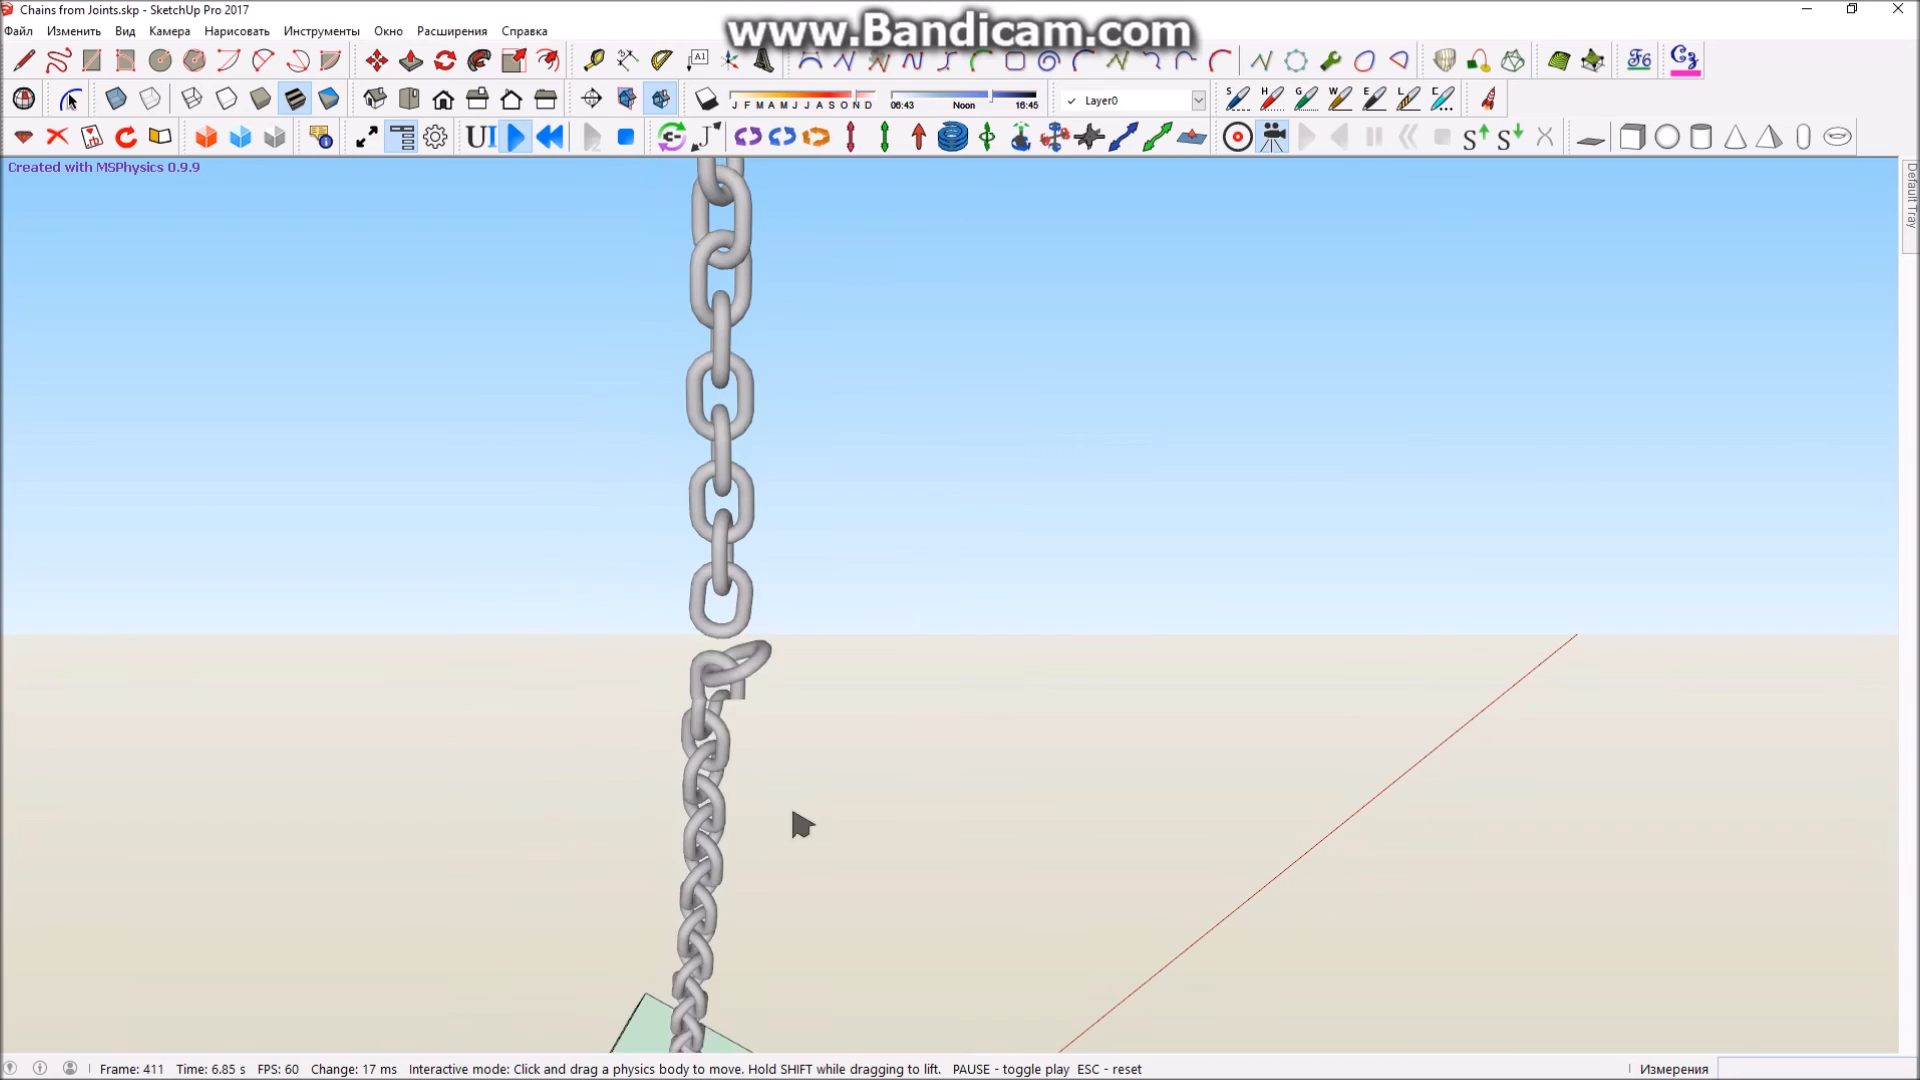 Chains from Joints.skp - SketchUp Pro 2017
www.Bandicam.com
Файл Изменить Вид Камера Нарисовать Инструменты Окно Расширения Справка
A1
F6
J F M A M J J A S O N D
06:43 Noon 16:45
✓ Layer0
S H G W E L C
UI
Created with MSPhysics 0.9.9
Default Tray
Frame: 411 Time: 6.85 s FPS: 60 Change: 17 ms Interactive mode: Click and drag a physics body to move. Hold SHIFT while dragging to lift. PAUSE - toggle play ESC - reset
Измерения